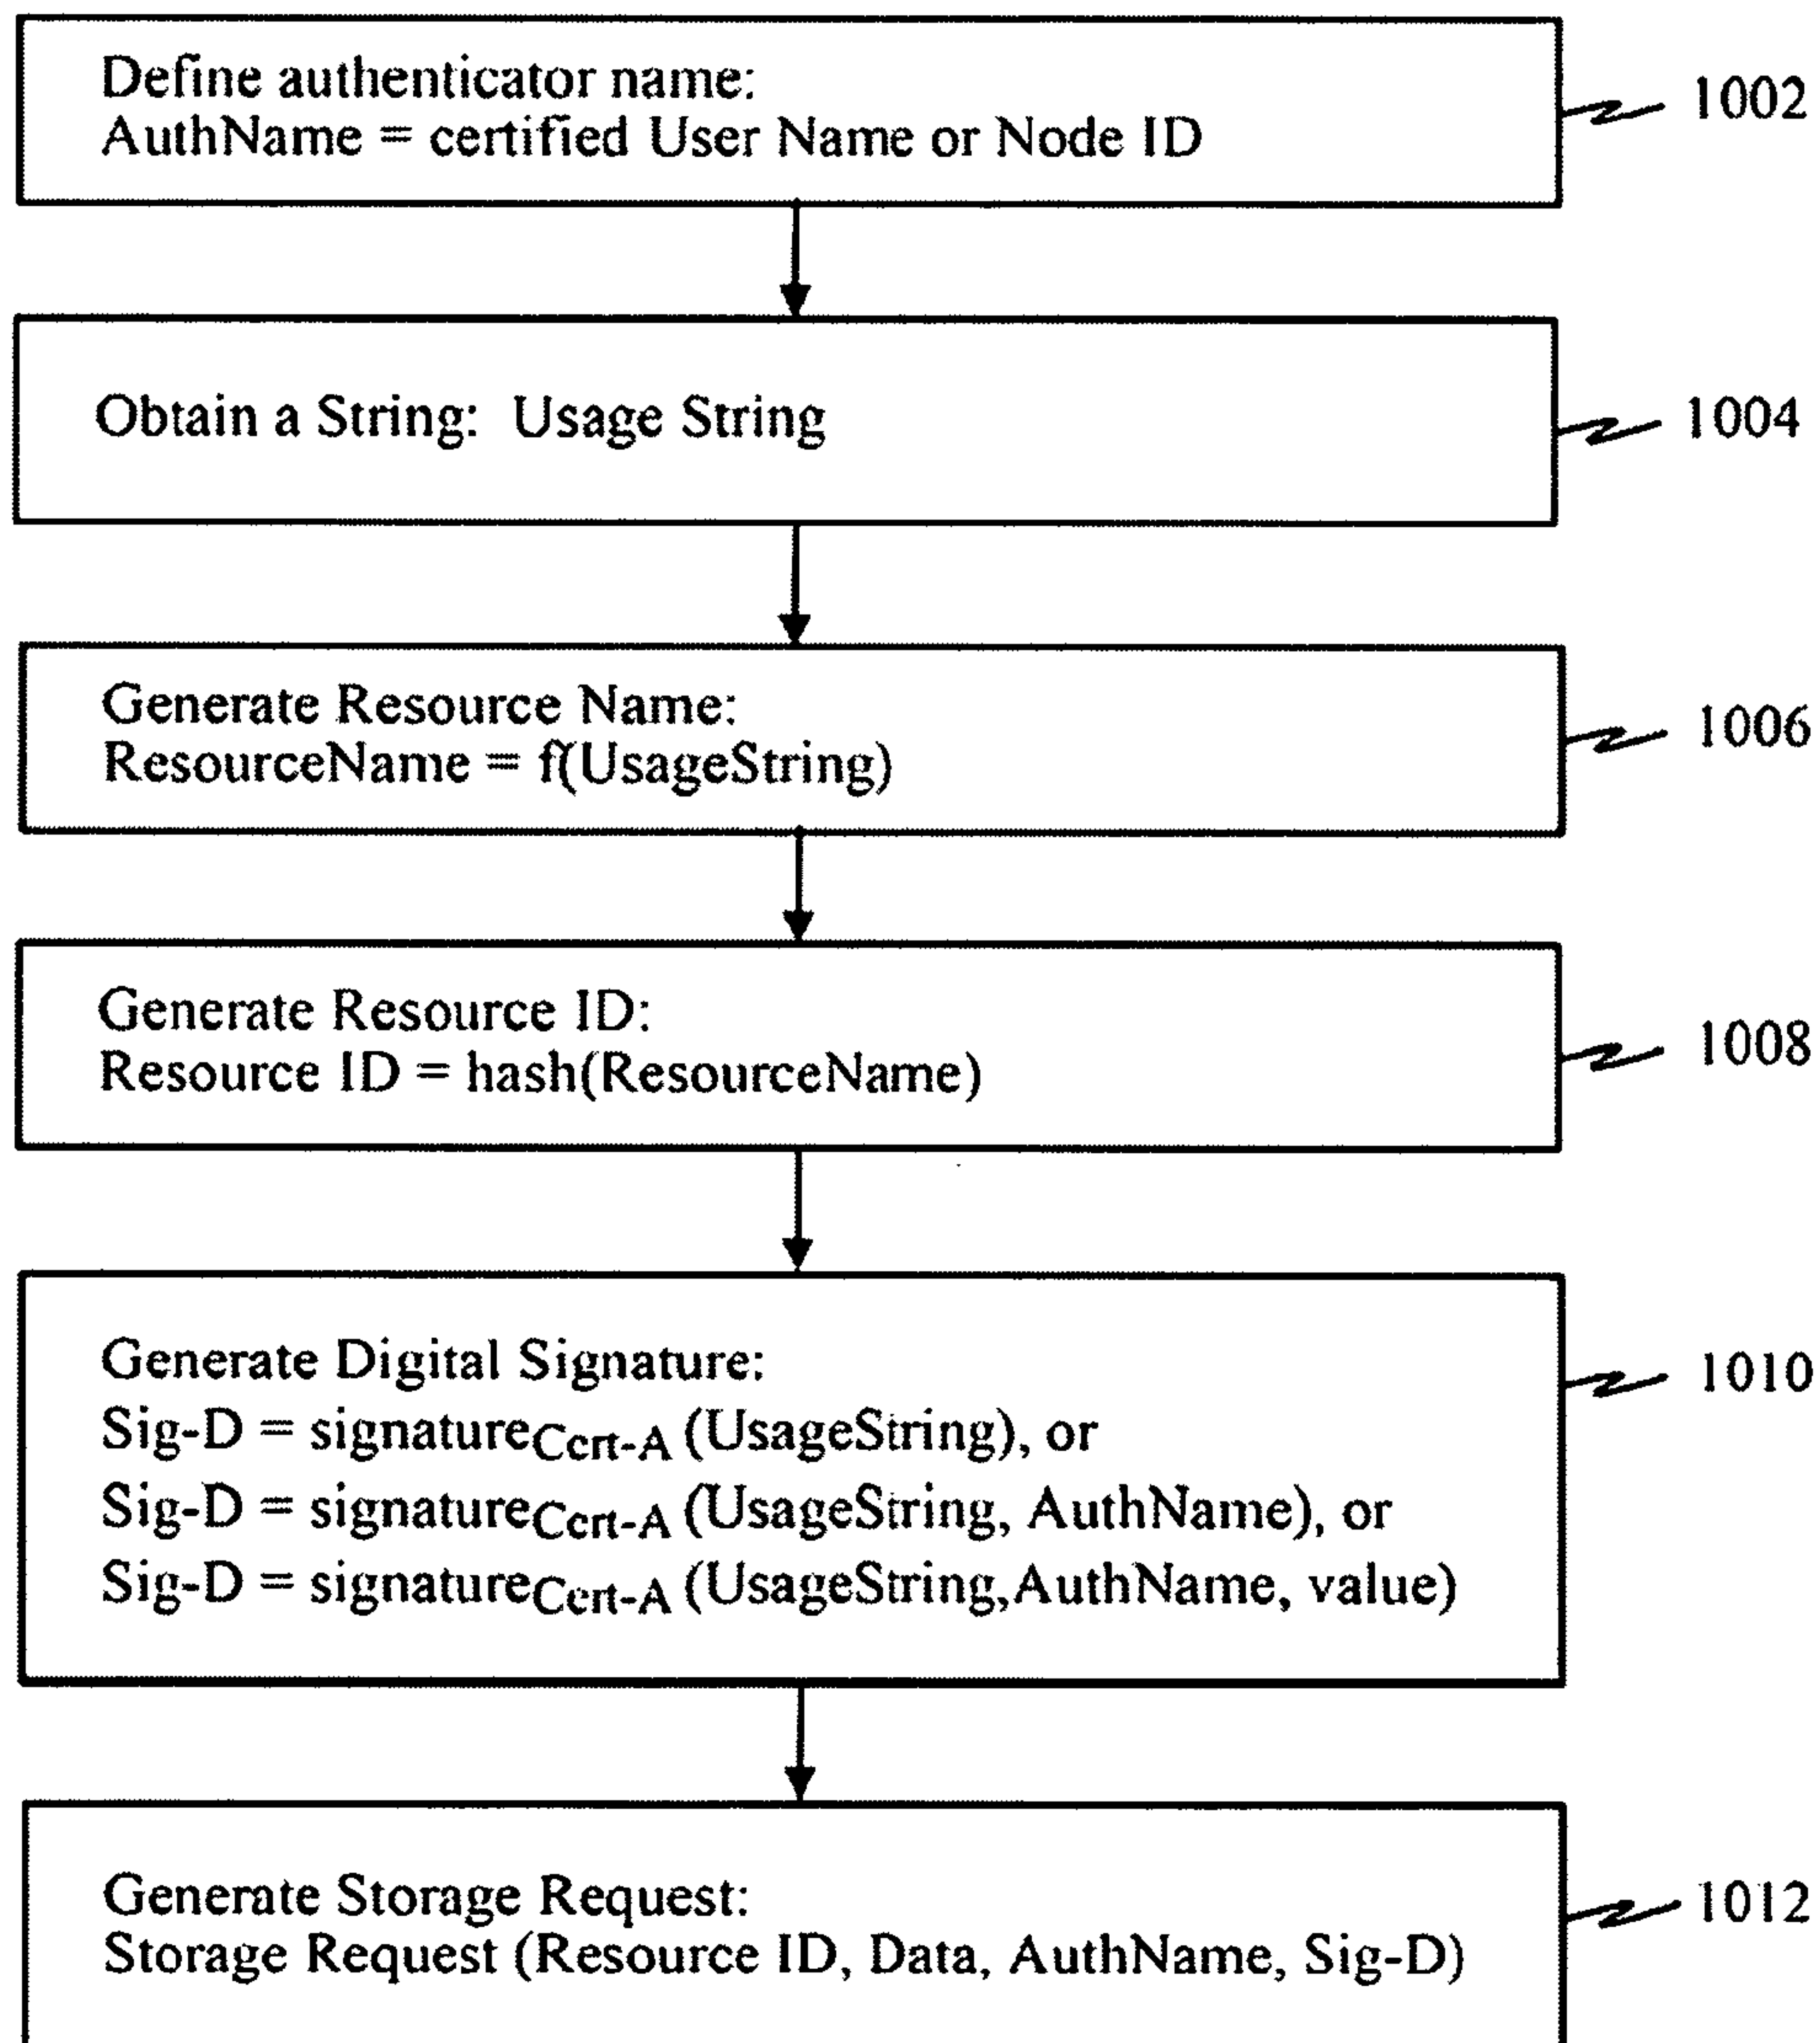 Define authenticator name:
AuthName = certified User Name or Node ID
1002
Obtain a String: Usage String
1004
Generate Resource Name:
ResourceName = f(UsageString)
1006
Generate Resource ID:
Resource ID = hash(ResourceName)
1008
Generate Digital Signature:
Sig-D = signatureCert-A (UsageString), or
Sig-D = signatureCert-A (UsageString, AuthName), or
Sig-D = signatureCert-A (UsageString,AuthName, value)
1010
Generate Storage Request:
Storage Request (Resource ID, Data, AuthName, Sig-D)
1012